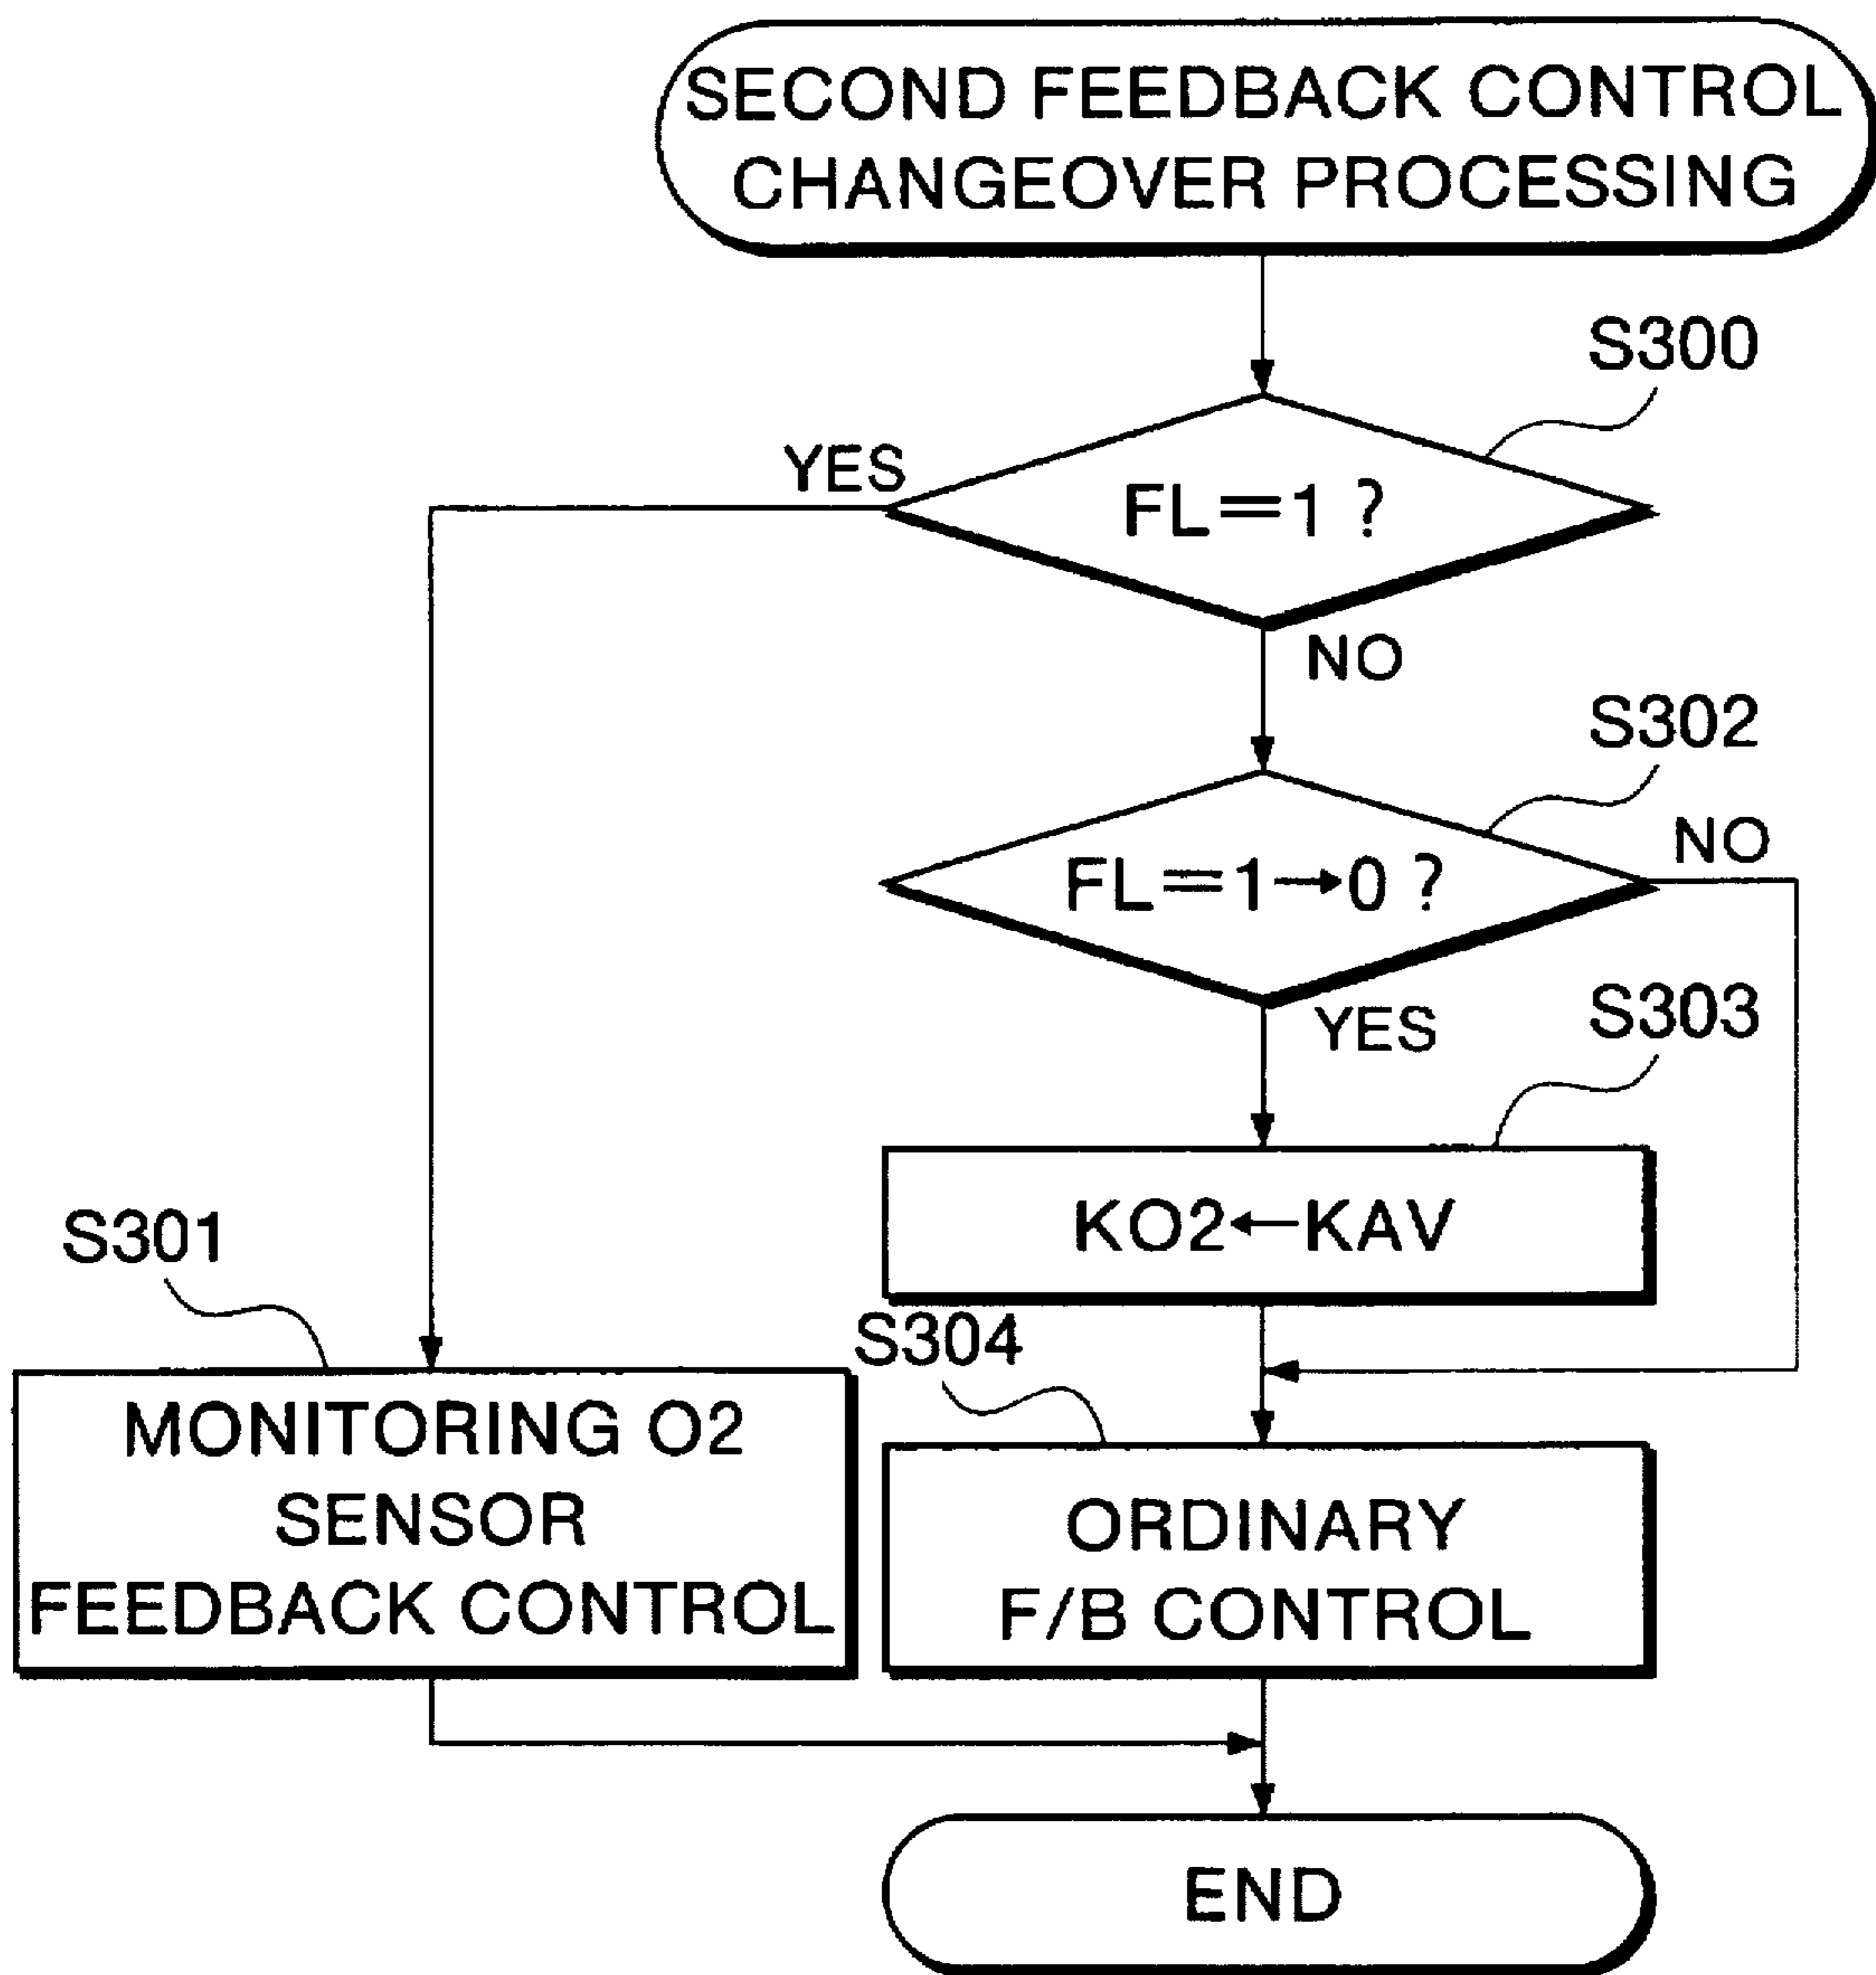 SECOND FEEDBACK CONTROL
CHANGEOVER PROCESSING
S300
YES
FL=1 ?
NO
S302
NO
FL=1→0 ?
YES
S303
KO2←KAV
S301
S304
MONITORING O2
SENSOR
FEEDBACK CONTROL
ORDINARY
F/B CONTROL
END